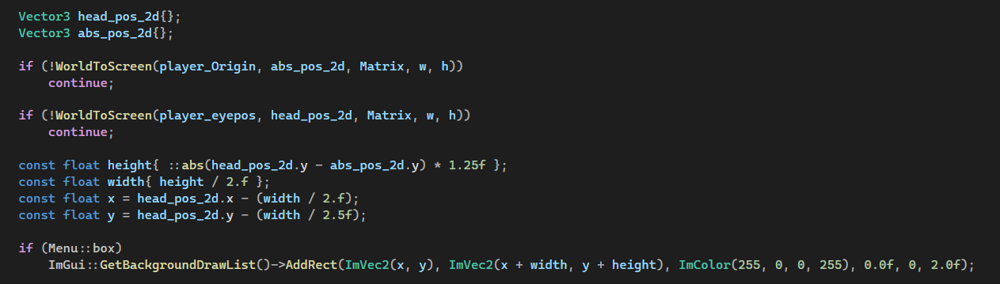 Vector3 head_pos_2d{};
Vector3 abs_pos_2d{};
if (!WorldToScreen(player_Origin, abs_pos_2d, Matrix, w, h))
continue;
if (!WorldToScreen(player_eyepos, head_pos_2d, Matrix, w, h))
continue;
const float height{ ::abs(head_pos_2d.y - abs_pos_2d.y) * 1.25f };
const float width{ height / 2.f };
const float x = head_pos_2d.x - (width / 2.f);
const float y = head_pos_2d.y - (width / 2.5f);
if (Menu::box)
ImGui::GetBackgroundDrawList()->AddRect(ImVec2(x, y), ImVec2(x + width, y + height), ImColor(255, 0, 0, 255), 0.0f, 0, 2.0f);